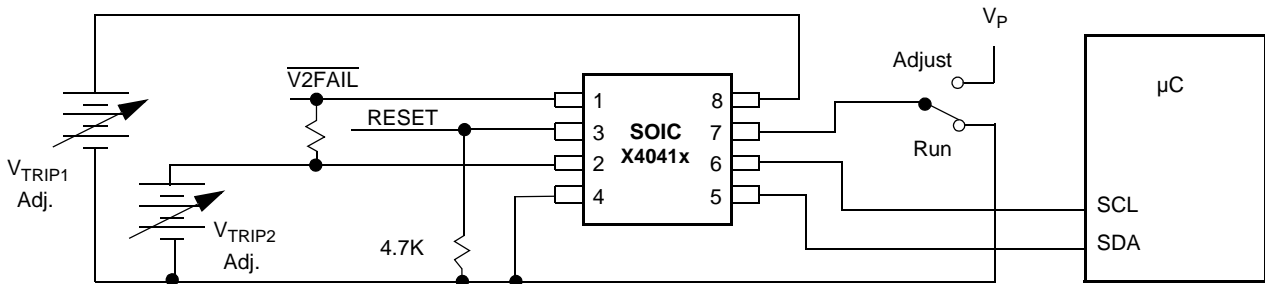 V2FAIL
RESET
V_P
Adjust
Run
V_TRIP1
Adj.
V_TRIP2
Adj.
4.7K
1 8
3 7
2 6
4 5
SOIC
X4041x
µC
SCL
SDA